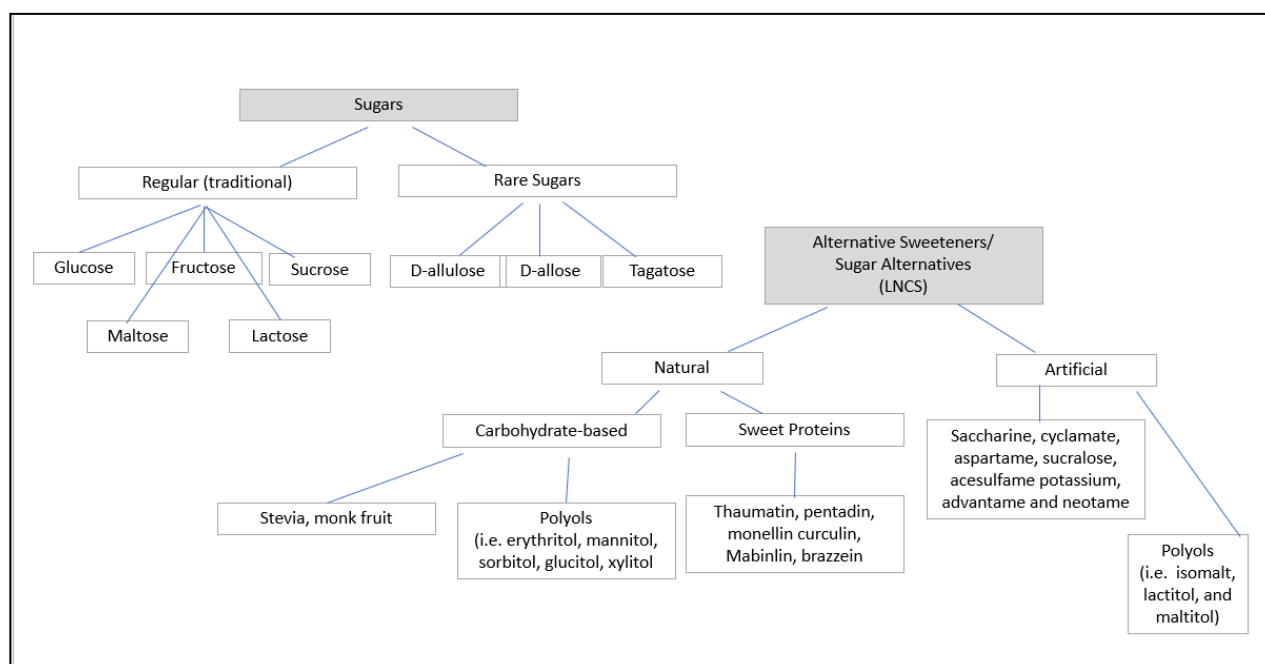 Sugars
Regular (traditional)
Rare Sugars
Glucose
Fructose
Sucrose
Maltose
Lactose
D-allulose
D-allose
Tagatose
Alternative Sweeteners/
Sugar Alternatives
(LNCS)
Natural
Artificial
Carbohydrate-based
Sweet Proteins
Stevia, monk fruit
Polyols
(i.e. erythritol, mannitol,
sorbitol, glucitol, xylitol
Thaumatin, pentadin,
monellin curculin,
Mabinlin, brazzein
Saccharine, cyclamate,
aspartame, sucralose,
acesulfame potassium,
advantame and neotame
Polyols
(i.e. isomalt,
lactitol, and
maltitol)